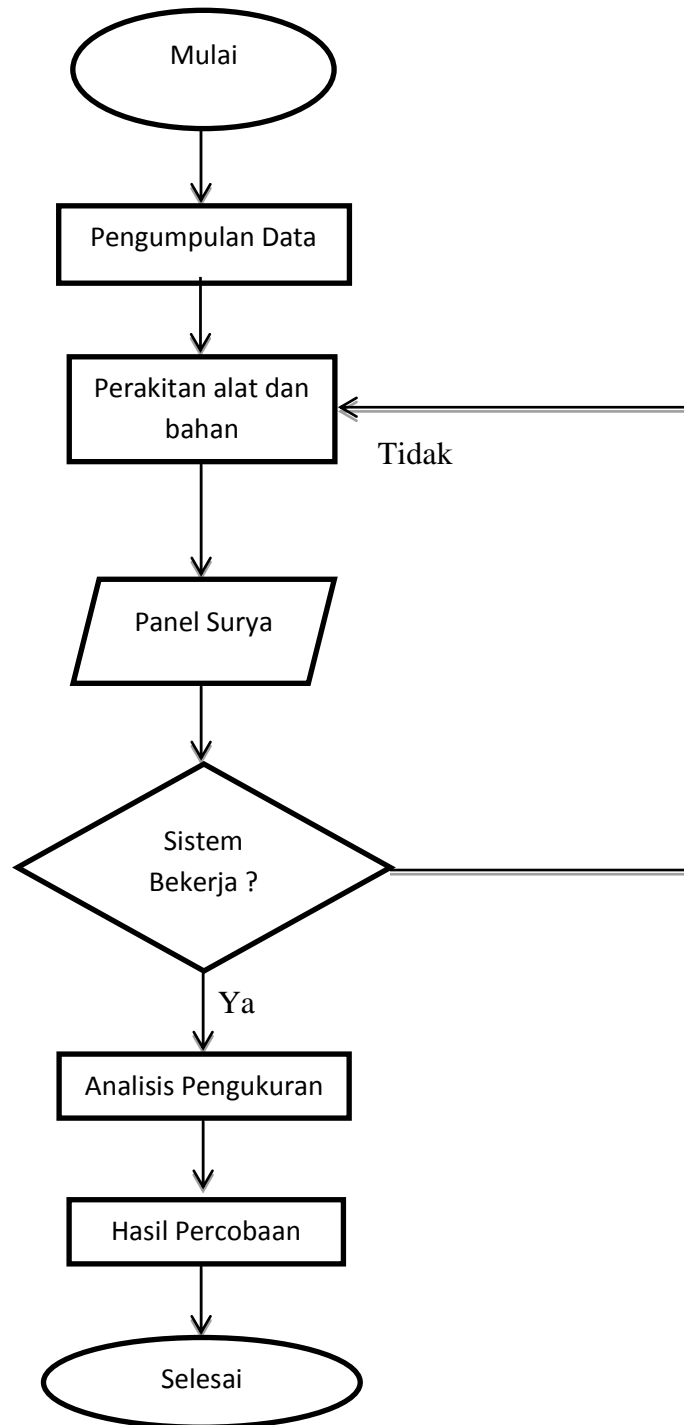 Mulai
Pengumpulan Data
Perakitan alat dan
bahan
Tidak
Panel Surya
Sistem
Bekerja ?
Ya
Analisis Pengukuran
Hasil Percobaan
Selesai